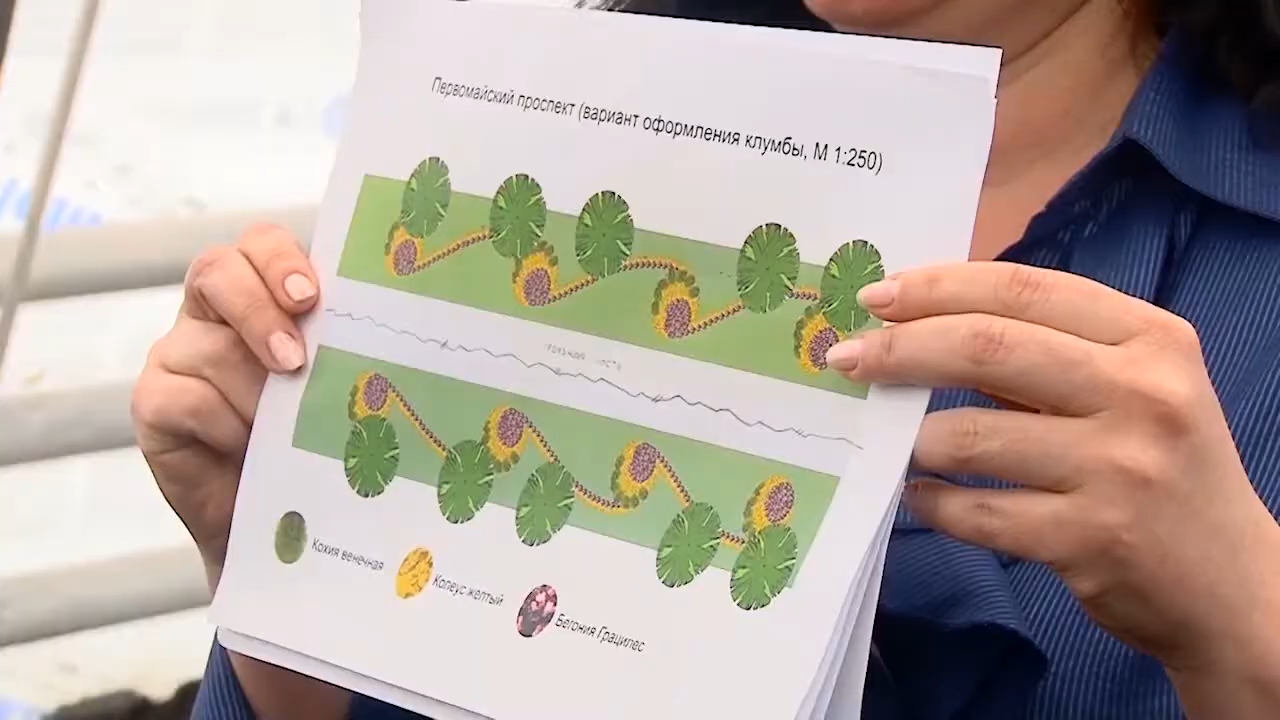 Первомайский проспект (вариант оформления клумбы, М 1:250)
Кохия венечная
Колеус желтый
Бегония Грацилес